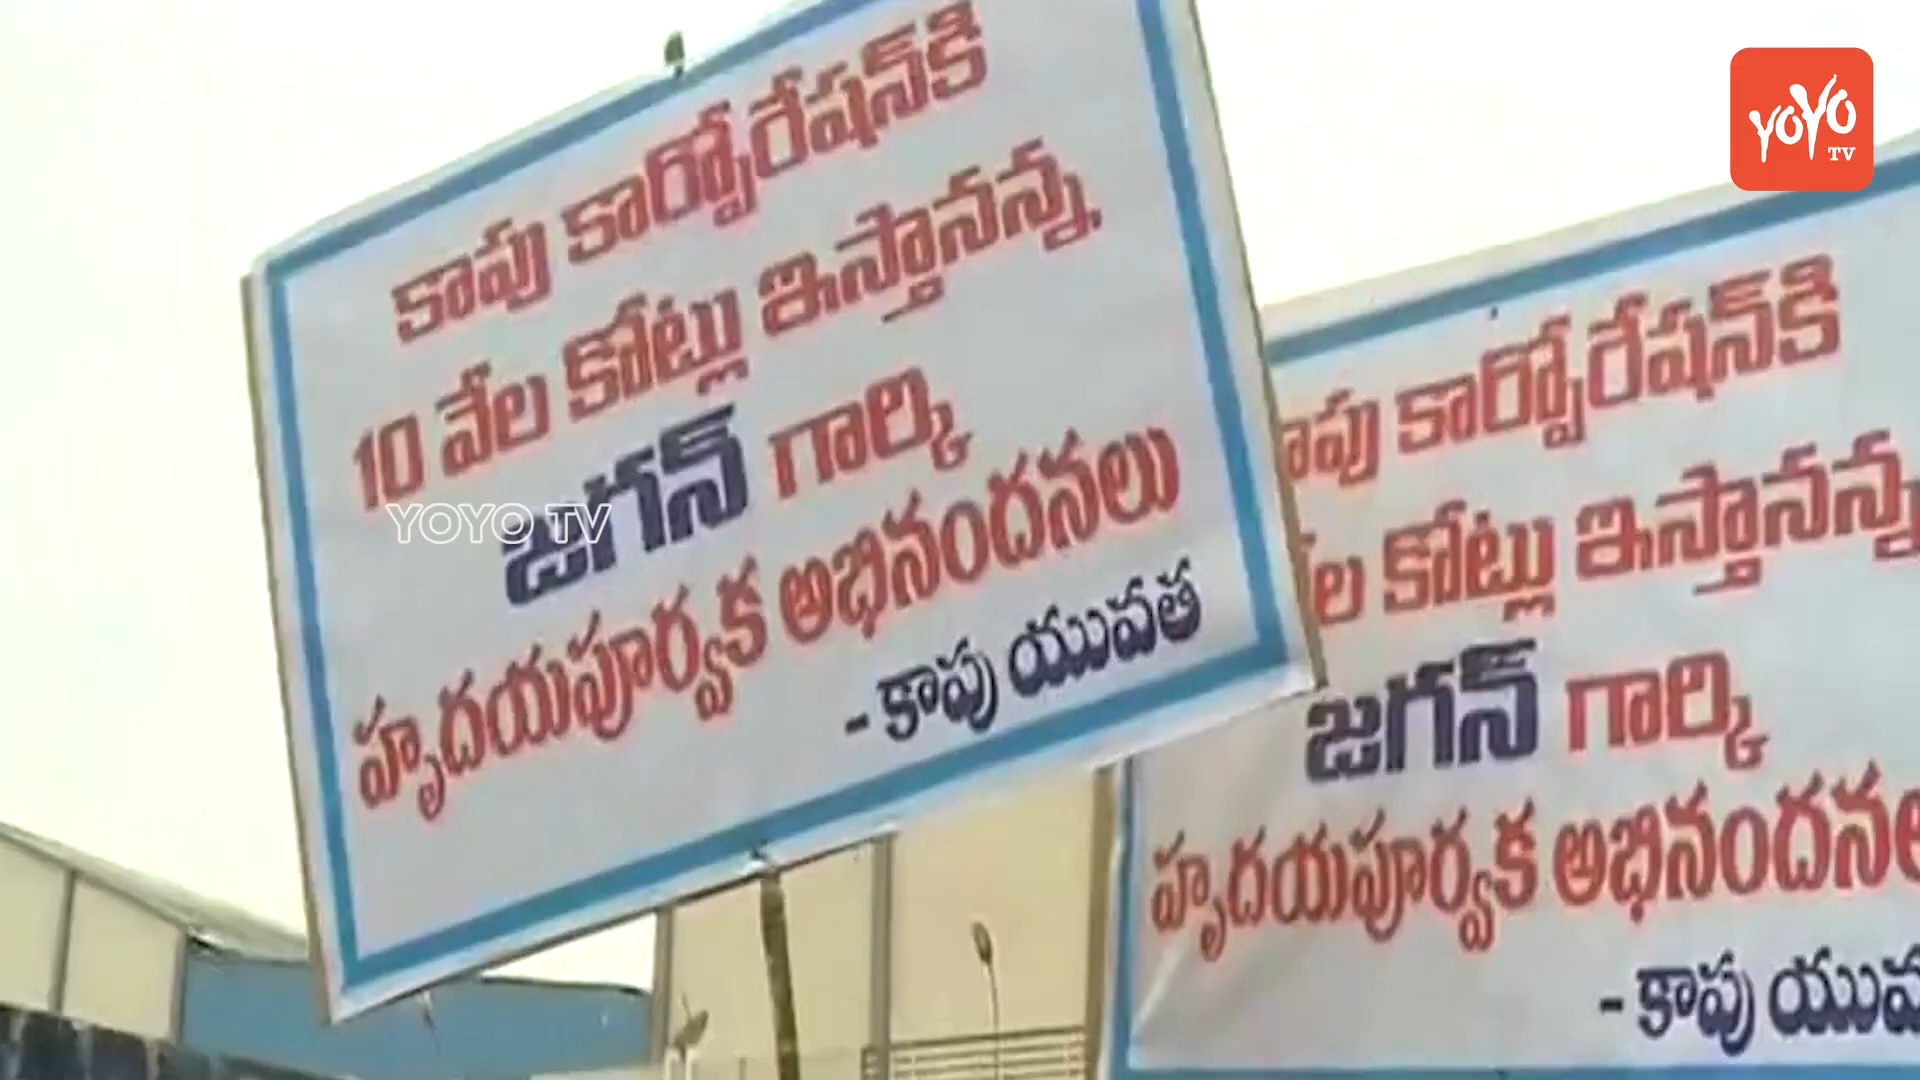 కాపు కార్పోరేషన్‌కి
10 వేల కోట్లు ఇస్తానన్న
జగన్ గార్కి
హృదయపూర్వక అభినందనలు
- కాపు యువత
YOYO TV
YOYO
TV
కార్పోరేషన్‌కి
కోట్లు ఇస్తానన్న
జగన్ గార్కి
హృదయపూర్వక
- కాపు